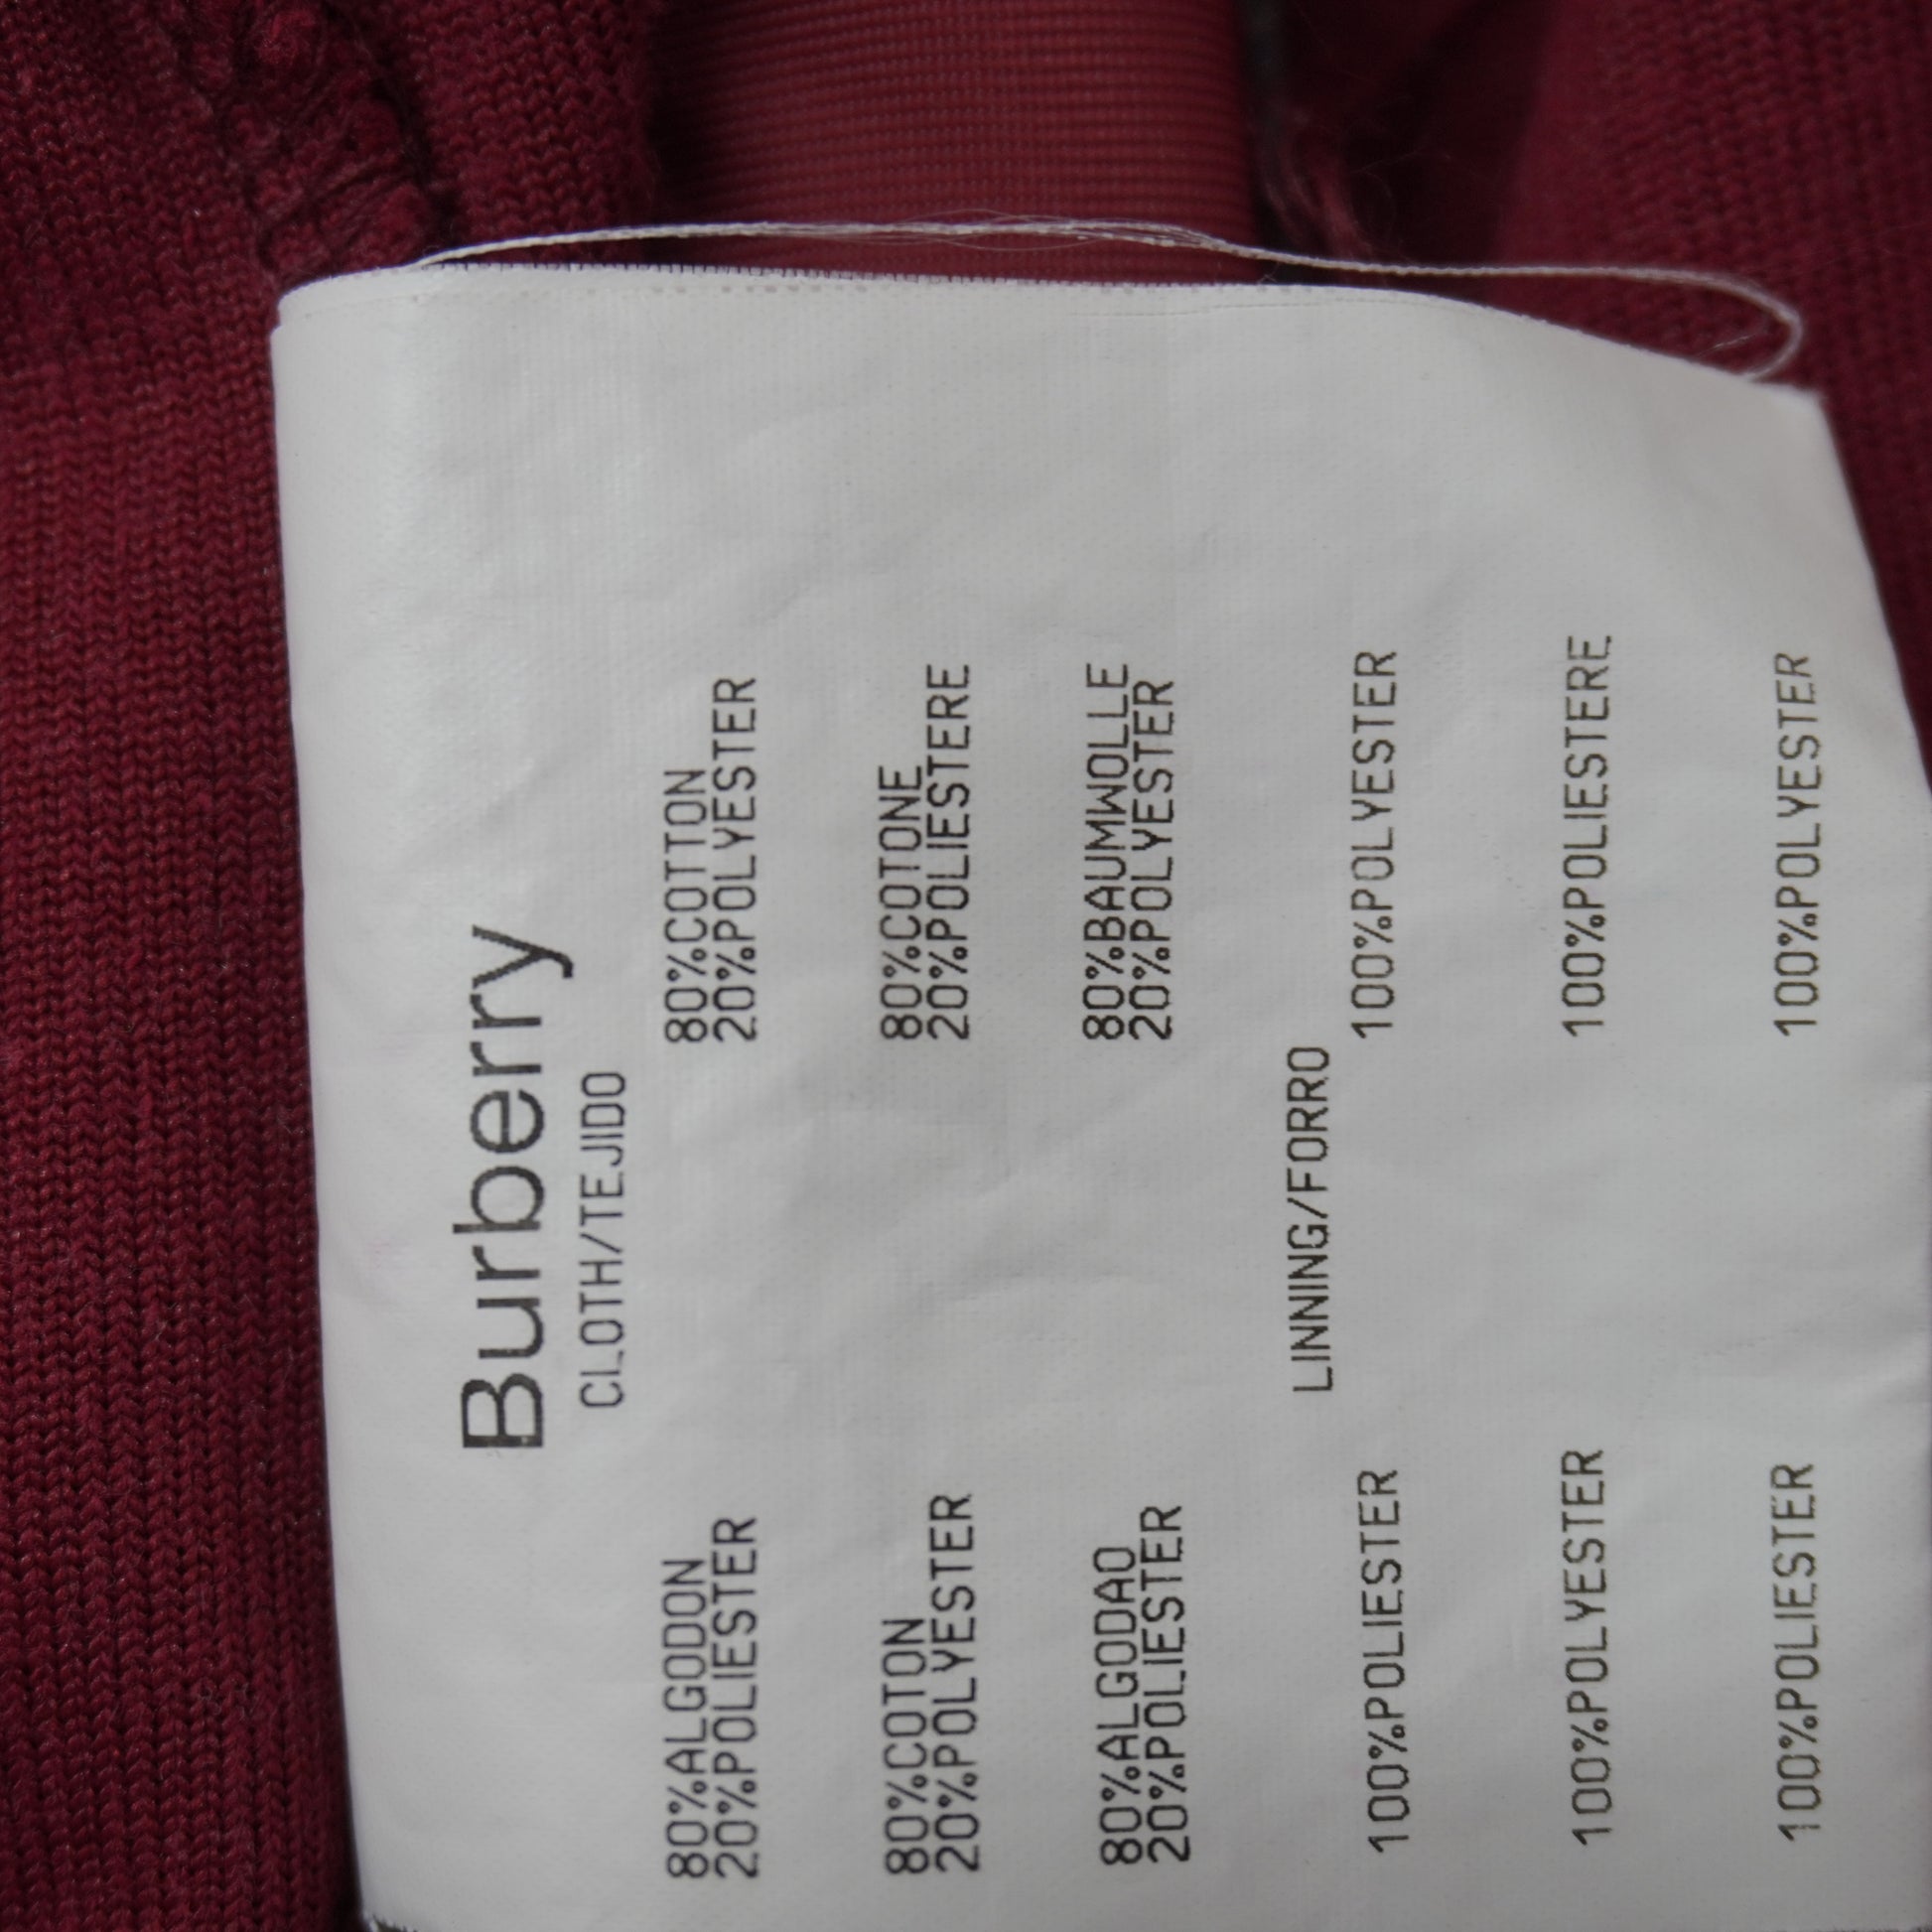 Burberry
CLOTH/TEJIDO
80%ALGODON
20%POLIESTER
80%COTTON
20%POLYESTER
80%COTON
20%POLYESTER
80%COTONE
20%POLIESTERE
80%ALGODAO
20%POLIESTER
80%BAUMWOLLE
20%POLYESTER
LINNING/FORRO
100%POLIESTER
100%POLYESTER
100%POLYESTER
100%POLIESTERE
100%POLIESTER
100%POLYESTER